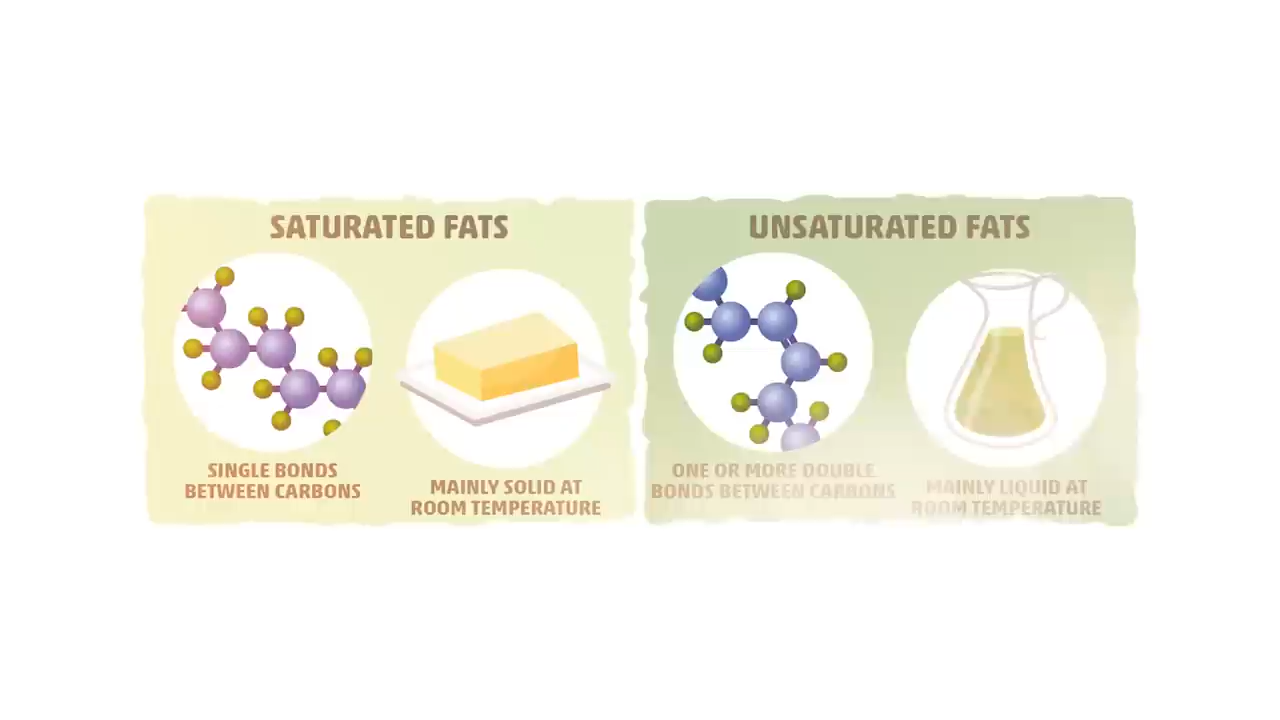 SATURATED FATS
SINGLE BONDS
BETWEEN CARBONS
MAINLY SOLID AT
ROOM TEMPERATURE
UNSATURATED FATS
ONE OR MORE DOUBLE
BONDS BETWEEN CARBONS
MAINLY LIQUID AT
ROOM TEMPERATURE